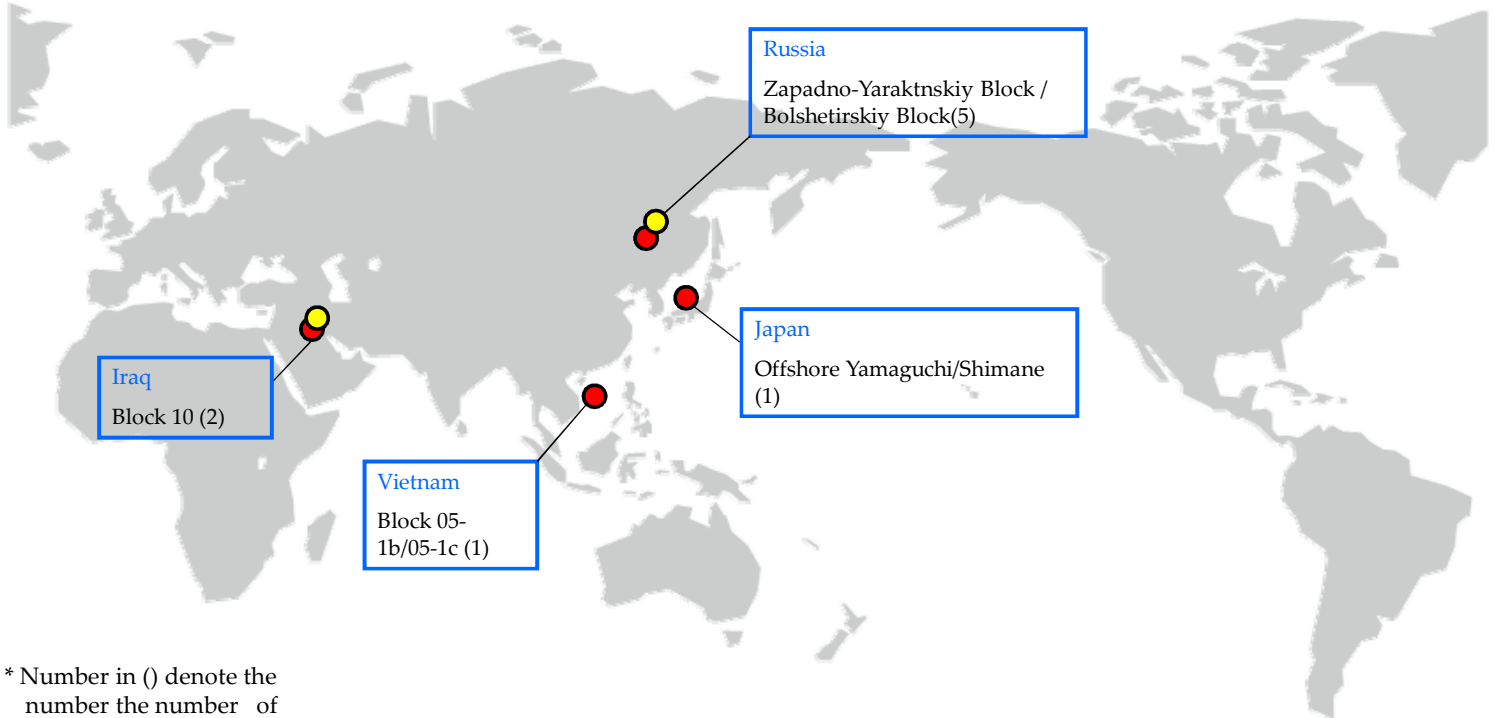 Russia
Zapadno-Yaraktnskiy Block /
Bolshetirskiy Block(5)
Japan
Offshore Yamaguchi/Shimane
(1)
Iraq
Block 10 (2)
Vietnam
Block 05-
1b/05-1c (1)
* Number in () denote the
number the number of